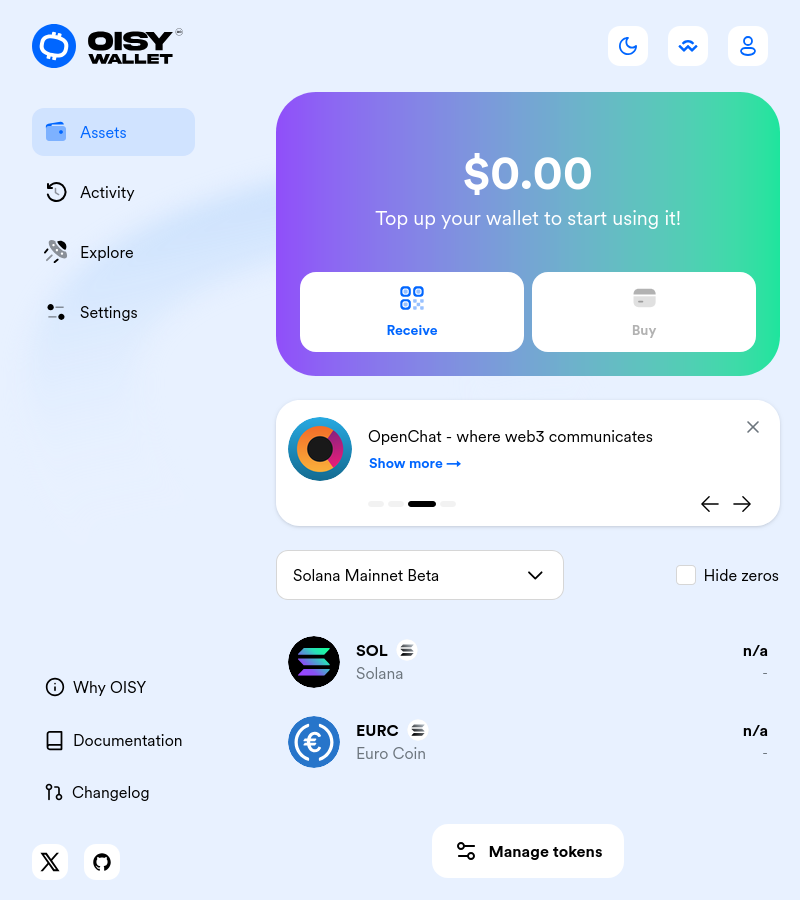 OISY
WALLET
Assets
Activity
Explore
Settings
$0.00
Top up your wallet to start using it!
Receive
Buy
OpenChat - where web3 communicates
Show more →
Solana Mainnet Beta
Hide zeros
SOL
n/a
Solana
-
EURC
n/a
Euro Coin
-
Why OISY
Documentation
Changelog
Manage tokens